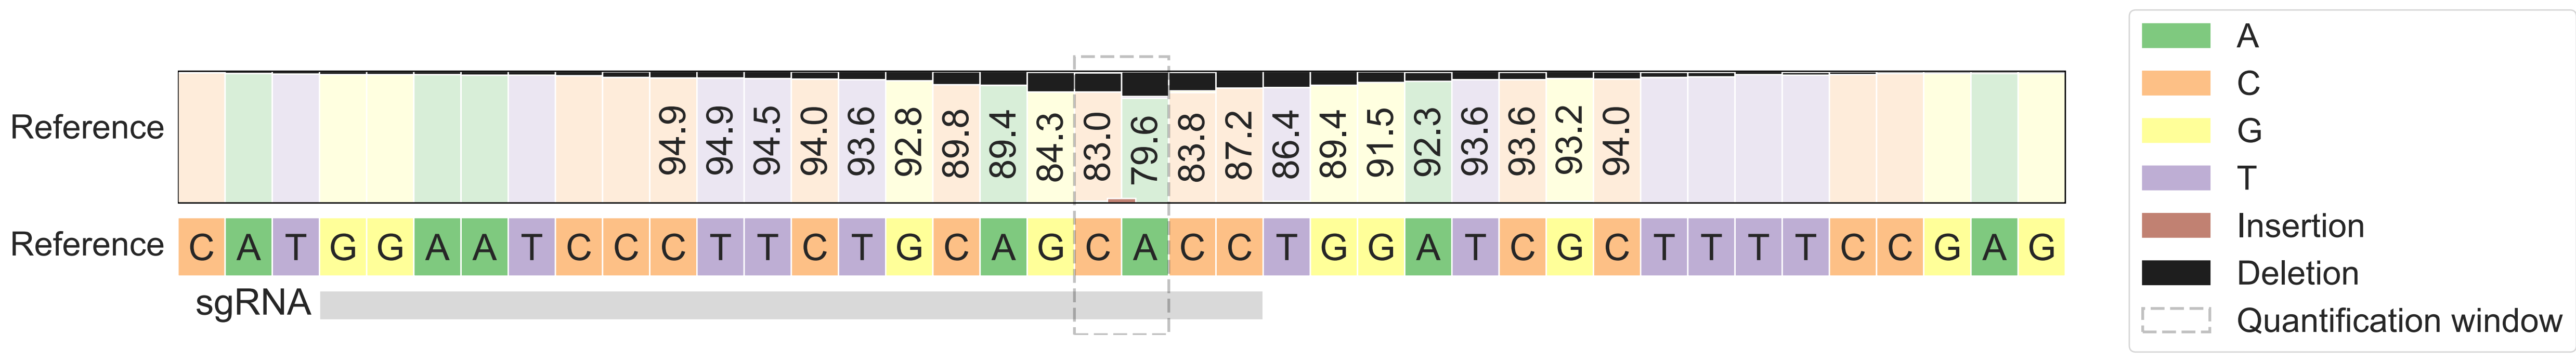 Reference 94.9 94.9 94.5 94.0 93.6 92.8 89.8 89.4 84.3 83.0 79.6 83.8 87.2 86.4 89.4 91.5 92.3 93.6 93.6 93.2 94.0
Reference C A T G G A A T C C C T T C T G C A G C A C C T G G A T C G C T T T T C C G A G
sgRNA
A
C
G
T
Insertion
Deletion
Quantification window